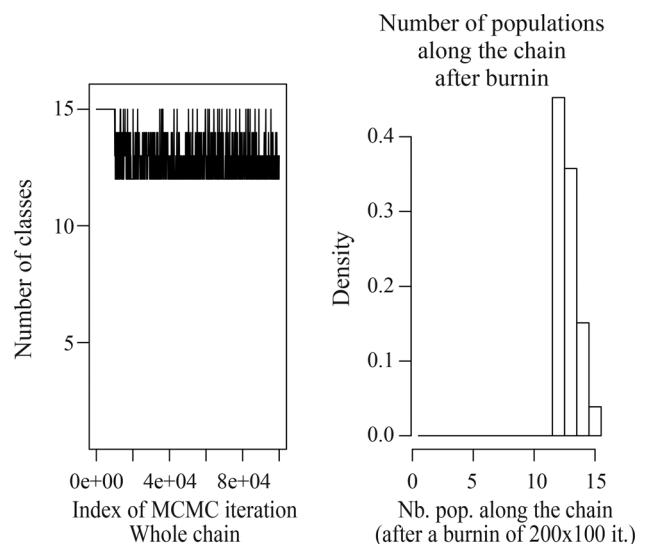 Number of classes
15
10
5
0e+00 4e+04 8e+04
Index of MCMC iteration
Whole chain
Number of populations
along the chain
after burnin
Density
0.4
0.3
0.2
0.1
0.0
0 5 10 15
Nb. pop. along the chain
(after a burnin of 200x100 it.)